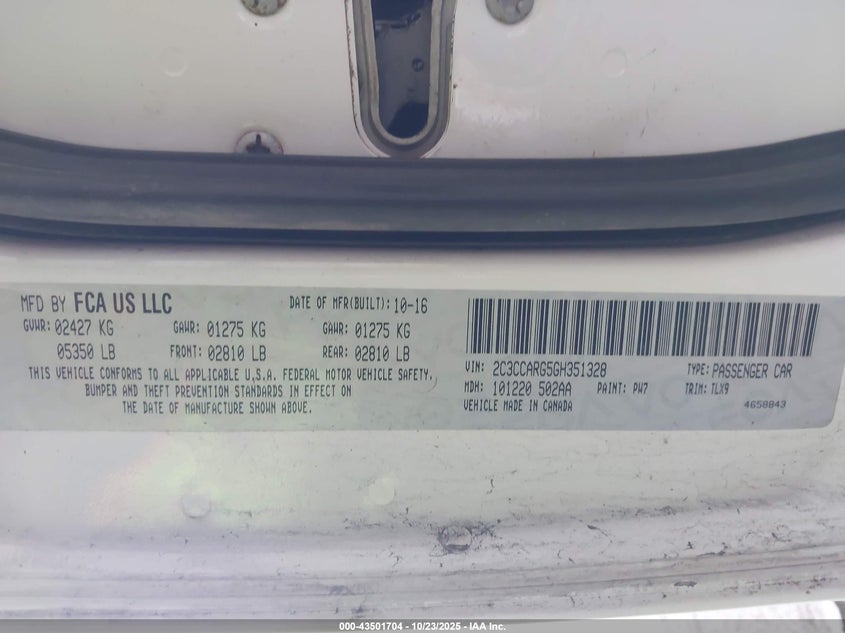 MFD BY FCA US LLC DATE OF MFR(BUILT): 10-16
GVWR: 02427 KG GAWR: 01275 KG GAWR: 01275 KG
05350 LB FRONT: 02810 LB REAR: 02810 LB
THIS VEHICLE CONFORMS TO ALL APPLICABLE U.S.A. FEDERAL MOTOR VEHICLE SAFETY,
BUMPER AND THEFT PREVENTION STANDARDS IN EFFECT ON
THE DATE OF MANUFACTURE SHOWN ABOVE.
VIN: 2C3CCARG5GH351328 TYPE: PASSENGER CAR
MDH: 101220 502AA PAINT: PW7 TRIM: TLX9
VEHICLE MADE IN CANADA 4658843
000-43501704 - 10/23/2025 - IAA Inc.